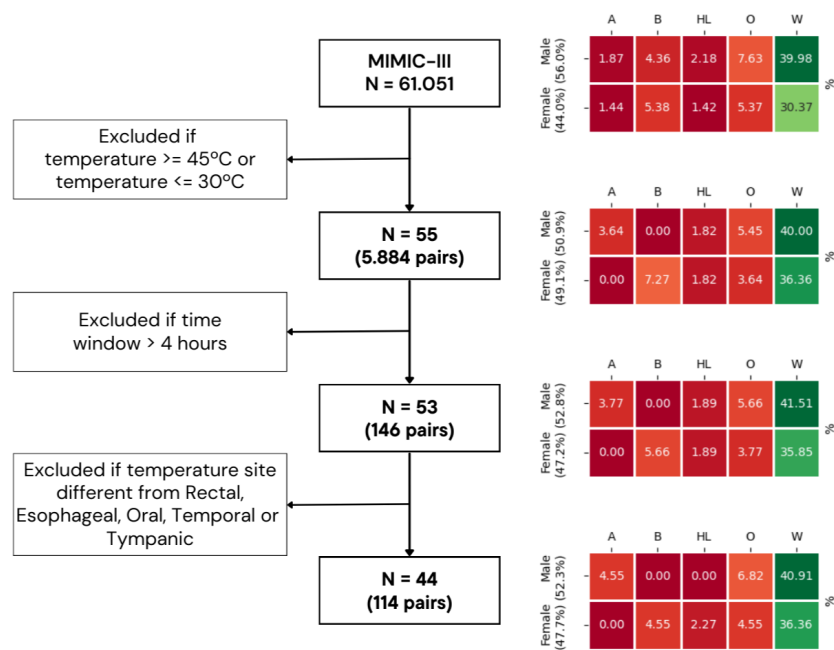 MIMIC-III
N = 61.051
Excluded if
temperature >= 45ºC or
temperature <= 30ºC
N = 55
(5.884 pairs)
Excluded if time
window > 4 hours
N = 53
(146 pairs)
Excluded if temperature site
different from Rectal,
Esophageal, Oral, Temporal or
Tympanic
N = 44
(114 pairs)
A B HL O W
Male
(56.0%)
1.87 4.36 2.18 7.63 39.98
Female
(44.0%)
1.44 5.38 1.42 5.37 30.37
%
A B HL O W
Male
(50.9%)
3.64 0.00 1.82 5.45 40.00
Female
(49.1%)
0.00 7.27 1.82 3.64 36.36
%
A B HL O W
Male
(52.8%)
3.77 0.00 1.89 5.66 41.51
Female
(47.2%)
0.00 5.66 1.89 3.77 35.85
%
A B HL O W
Male
(52.3%)
4.55 0.00 0.00 6.82 40.91
Female
(47.7%)
0.00 4.55 2.27 4.55 36.36
%